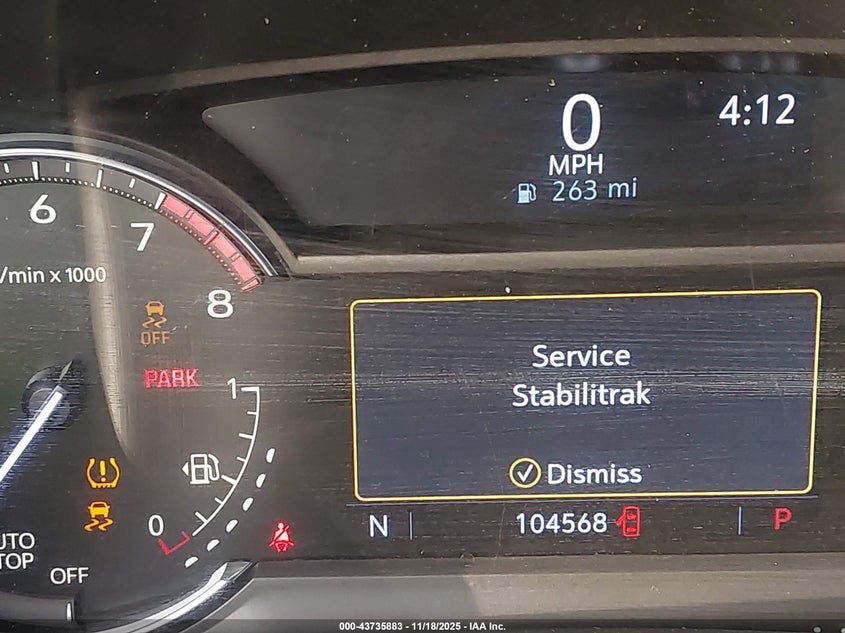 0
4:12
MPH
263 mi
6
7
8
/min x 1000
OFF
PARK
1
0
Service
Stabilitrak
Dismiss
N
104568
P
UTO
TOP
OFF
000-43735883 - 11/18/2025 - IAA Inc.